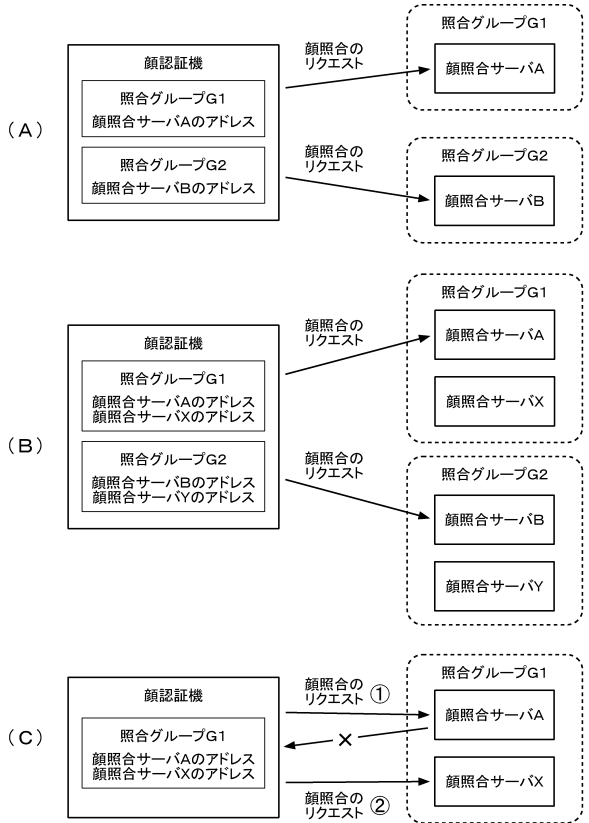 (A)
顔認証機
照合グループG1
顔照合サーバAのアドレス
照合グループG2
顔照合サーバBのアドレス
顔照合の
リクエスト
顔照合の
リクエスト
照合グループG1
顔照合サーバA
照合グループG2
顔照合サーバB
(B)
顔認証機
照合グループG1
顔照合サーバAのアドレス
顔照合サーバXのアドレス
照合グループG2
顔照合サーバBのアドレス
顔照合サーバYのアドレス
顔照合の
リクエスト
顔照合の
リクエスト
照合グループG1
顔照合サーバA
顔照合サーバX
照合グループG2
顔照合サーバB
顔照合サーバY
(C)
顔認証機
照合グループG1
顔照合サーバAのアドレス
顔照合サーバXのアドレス
顔照合の
リクエスト ①
×
顔照合の
リクエスト ②
照合グループG1
顔照合サーバA
顔照合サーバX